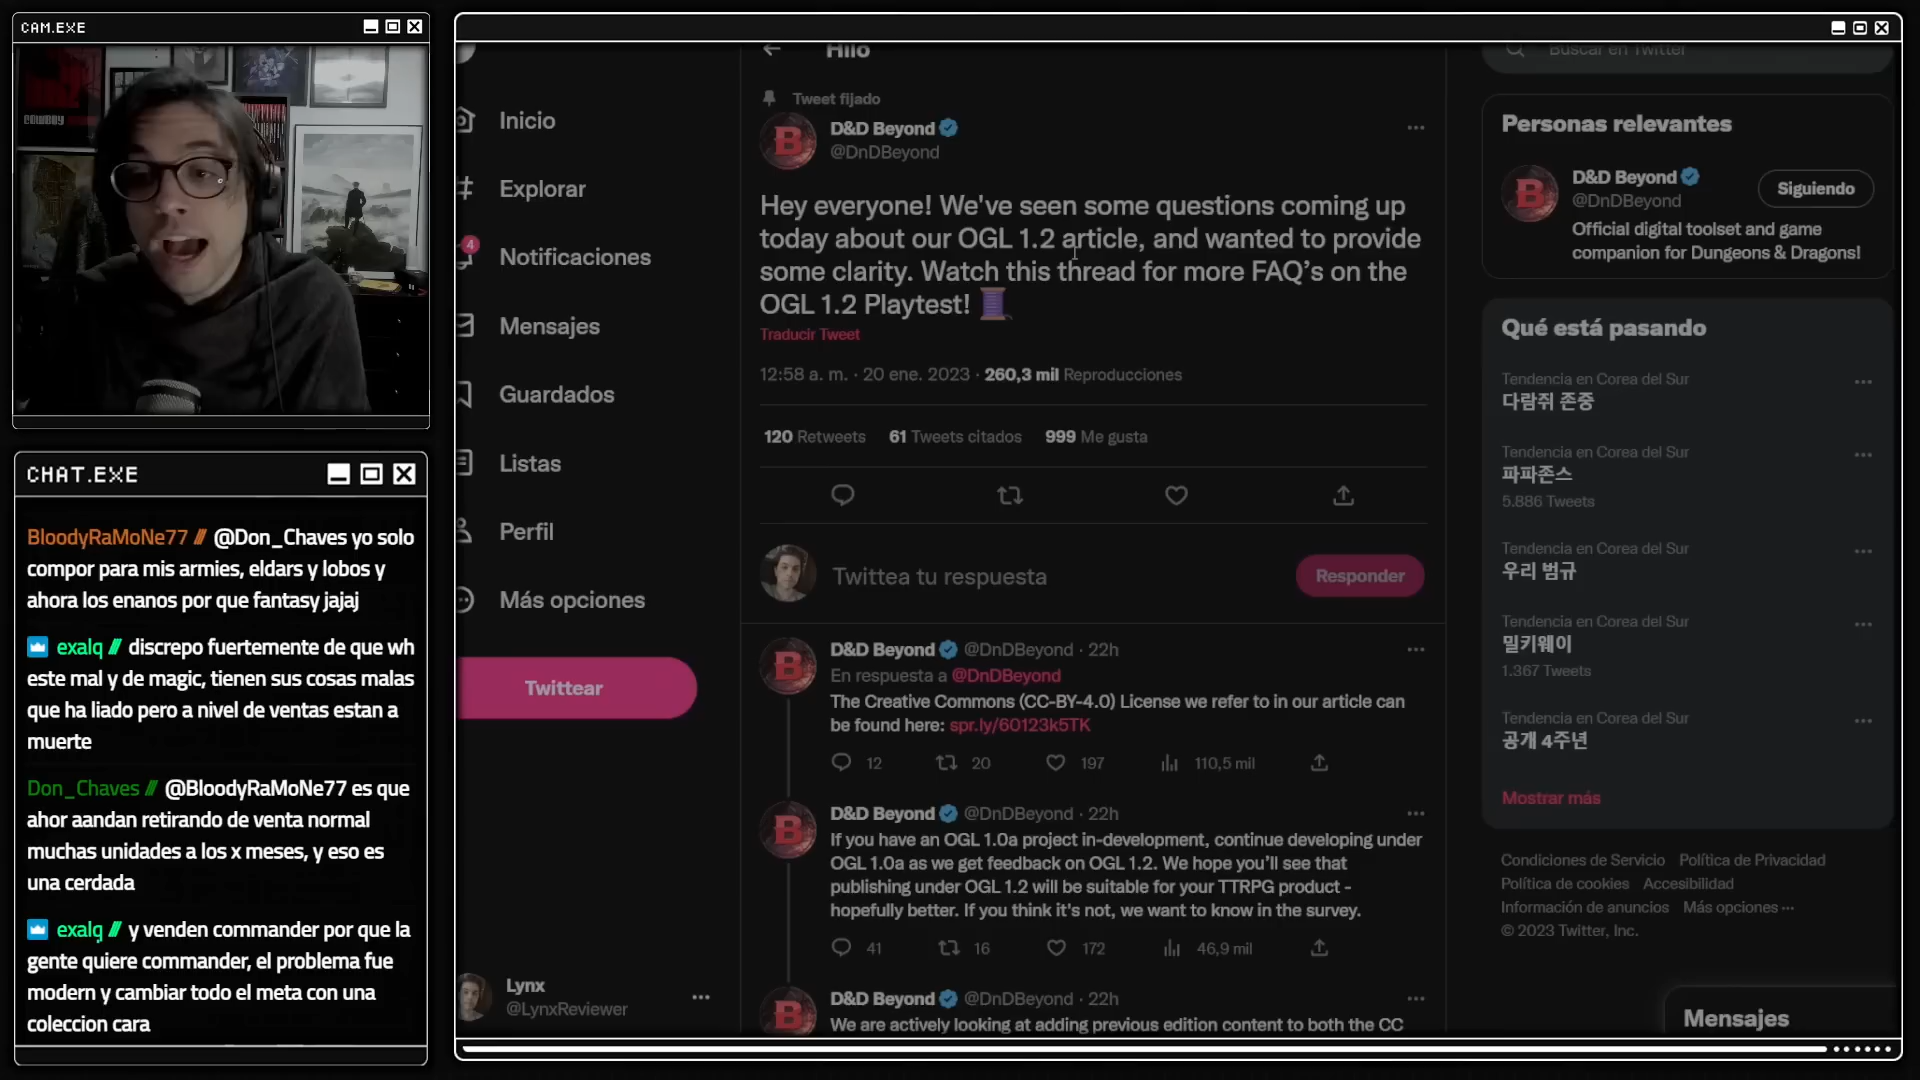 CAM.EXE
COWBOY
CHAT.EXE
BloodyRaMoNe77 /// @Don_Chaves yo solo
compor para mis armies, eldars y lobos y
ahora los enanos por que fantasy jajaj
exalq // discrepo fuertemente de que wh
este mal y de magic, tienen sus cosas malas
que ha liado pero a nivel de ventas estan a
muerte
Don_Chaves // @BloodyRaMoNe77 es que
ahor aandan retirando de venta normal
muchas unidades a los x meses, y eso es
una cerdada
exalq // y venden commander por que la
gente quiere commander, el problema fue
modern y cambiar todo el meta con una
coleccion cara
Inicio
Explorar
4
Notificaciones
Mensajes
Guardados
Listas
Perfil
Más opciones
Twittear
Lynx
@LynxReviewer
Hilo
Tweet fijado
D&D Beyond
@DnDBeyond
Hey everyone! We've seen some questions coming up
today about our OGL 1.2 article, and wanted to provide
some clarity. Watch this thread for more FAQ's on the
OGL 1.2 Playtest!
Traducir Tweet
12:58 a. m. · 20 ene. 2023 · 260,3 mil Reproducciones
120 Retweets 61 Tweets citados 999 Me gusta
Twittea tu respuesta
Responder
D&D Beyond @DnDBeyond · 22h
En respuesta a @DnDBeyond
The Creative Commons (CC-BY-4.0) License we refer to in our article can
be found here: spr.ly/60123k5TK
12 20 197 110,5 mil
D&D Beyond @DnDBeyond · 22h
If you have an OGL 1.0a project in-development, continue developing under
OGL 1.0a as we get feedback on OGL 1.2. We hope you'll see that
publishing under OGL 1.2 will be suitable for your TTRPG product -
hopefully better. If you think it's not, we want to know in the survey.
41 16 172 46,9 mil
D&D Beyond @DnDBeyond · 22h
We are actively looking at adding previous edition content to both the CC
Buscar en Twitter
Personas relevantes
D&D Beyond
@DnDBeyond
Siguiendo
Official digital toolset and game
companion for Dungeons & Dragons!
Qué está pasando
Tendencia en Corea del Sur
다람쥐 존중
Tendencia en Corea del Sur
파파존스
5.886 Tweets
Tendencia en Corea del Sur
우리 범규
Tendencia en Corea del Sur
밀키웨이
1.367 Tweets
Tendencia en Corea del Sur
공개 4주년
Mostrar más
Condiciones de Servicio Política de Privacidad
Política de cookies Accesibilidad
Información de anuncios Más opciones ···
© 2023 Twitter, Inc.
Mensajes